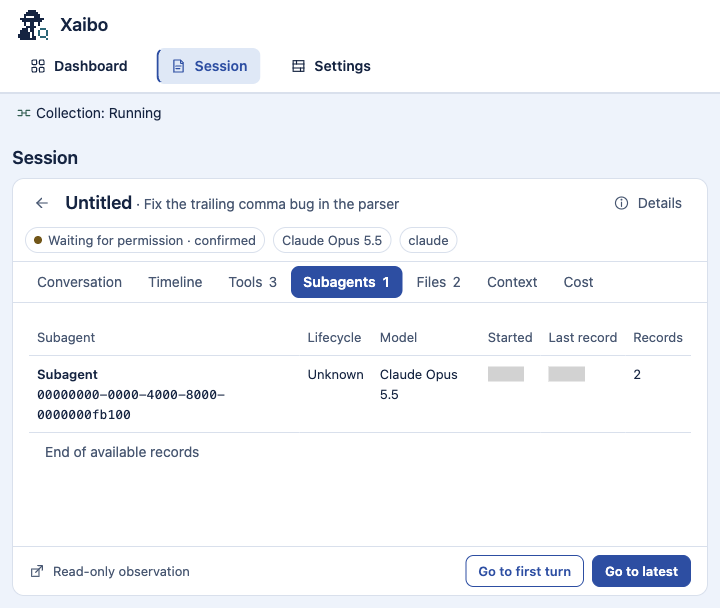 Xaibo
Dashboard
Session
Settings
Collection: Running
Session
Untitled · Fix the trailing comma bug in the parser
Details
Waiting for permission · confirmed
Claude Opus 5.5
claude
Conversation
Timeline
Tools 3
Subagents 1
Files 2
Context
Cost
Subagent
Lifecycle
Model
Started
Last record
Records
Subagent
00000000-0000-4000-8000-
0000000fb100
Unknown
Claude Opus
5.5
2
End of available records
Read-only observation
Go to first turn
Go to latest